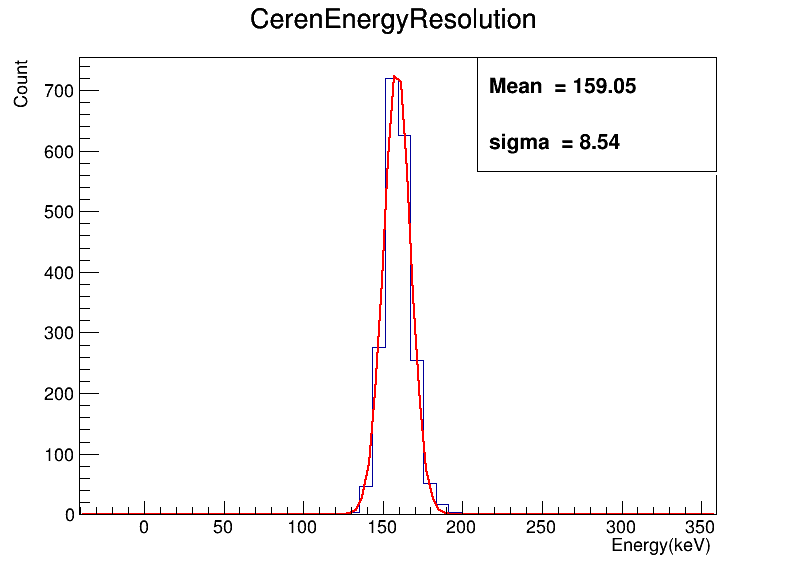 CerenEnergyResolution
Count
Mean = 159.05
sigma = 8.54
700
600
500
400
300
200
100
0
0 50 100 150 200 250 300 350
Energy(keV)